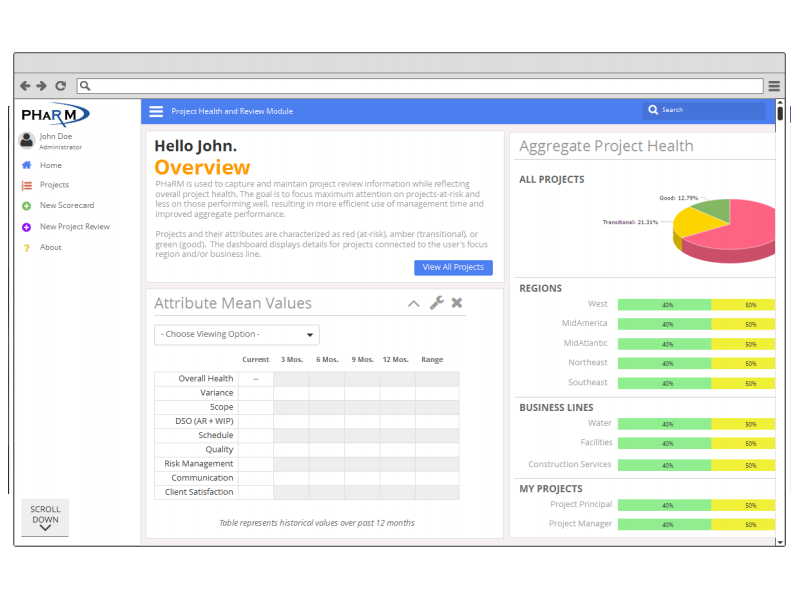 PHARM
John Doe
Administrator
Home
Projects
New Scorecard
New Project Review
About
SCROLL
DOWN
Project Health and Review Module
Search
Hello John.
Overview
PHaRM is used to capture and maintain project review information while reflecting
overall project health. The goal is to focus maximum attention on projects-at-risk and
less on those performing well, resulting in more efficient use of management time and
improved aggregate performance.
Projects and their attributes are characterized as red (at-risk), amber (transitional), or
green (good). The dashboard displays details for projects connected to the user's focus
region and/or business line.
View All Projects
Attribute Mean Values
- Choose Viewing Option -
Current 3 Mos. 6 Mos. 9 Mos. 12 Mos. Range
Overall Health --
Variance
Scope
DSO (AR + WIP)
Schedule
Quality
Risk Management
Communication
Client Satisfaction
Table represents historical values over past 12 months
Aggregate Project Health
ALL PROJECTS
Good: 12.79%
Transitional: 21.31%
REGIONS
West 40% 50%
MidAmerica 40% 50%
MidAtlantic 40% 50%
Northeast 40% 50%
Southeast 40% 50%
BUSINESS LINES
Water 40% 50%
Facilities 40% 50%
Construction Services 40% 50%
MY PROJECTS
Project Principal 40% 50%
Project Manager 40% 50%